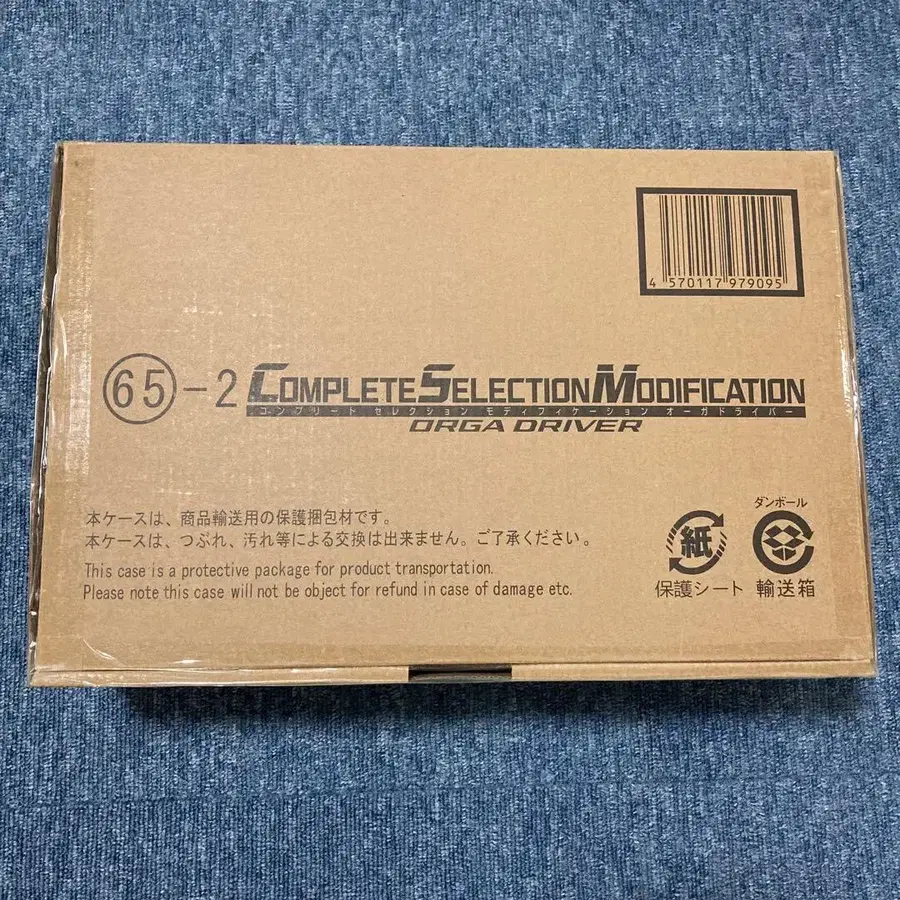 4 570117 979095
65-2 COMPLETE SELECTION MODIFICATION
コンプリート セレクション モディフィケーション オーガドライバー
ORGA DRIVER
本ケースは、商品輸送用の保護梱包材です。
本ケースは、つぶれ、汚れ等による交換は出来ません。ご了承ください。
This case is a protective package for product transportation.
Please note this case will not be object for refund in case of damage etc.
紙
保護シート
ダンボール
輸送箱